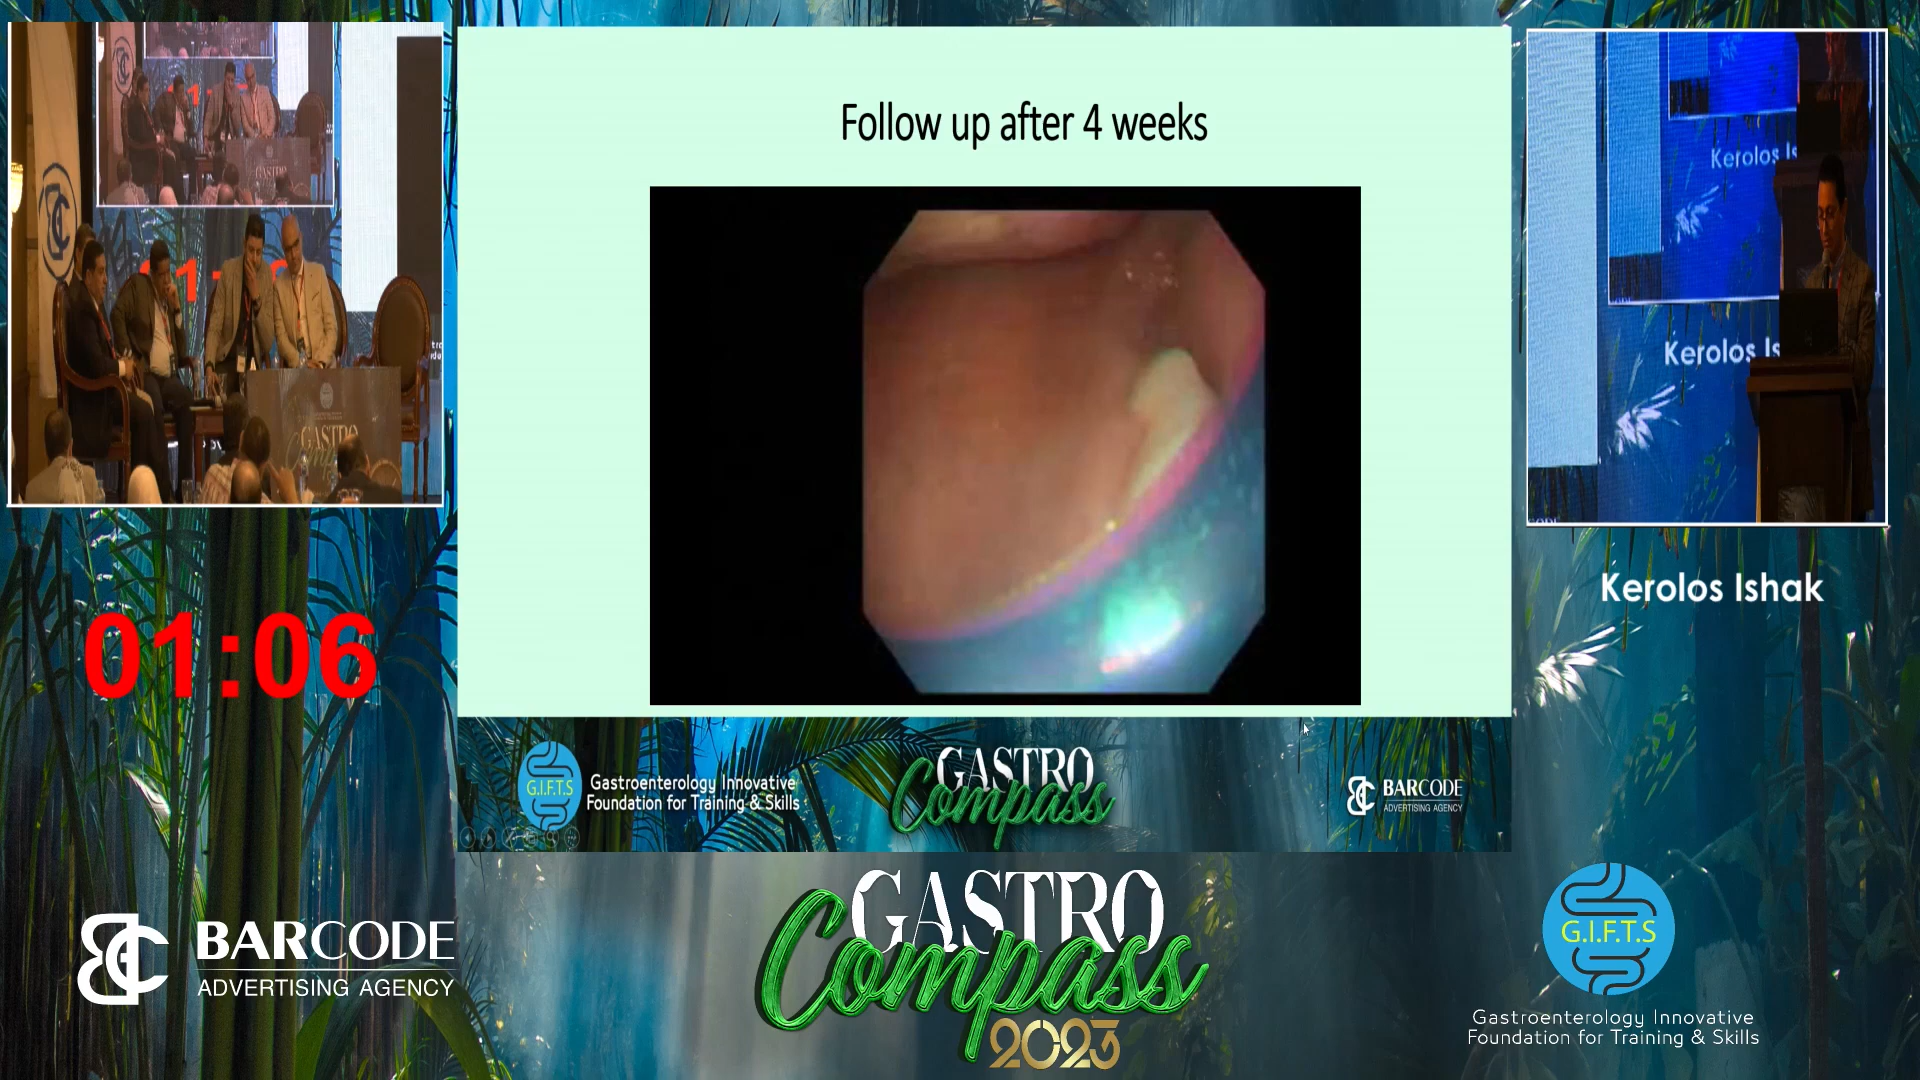 Follow up after 4 weeks
Kerolos Is
Kerolos Is
Kerolos Ishak
01:06
GASTRO
G.I.F.T.S
Gastroenterology Innovative
Foundation for Training & Skills
GASTRO
Compass
BARCODE
ADVERTISING AGENCY
BARCODE
ADVERTISING AGENCY
GASTRO
Compass
2023
G.I.F.T.S
Gastroenterology Innovative
Foundation for Training & Skills